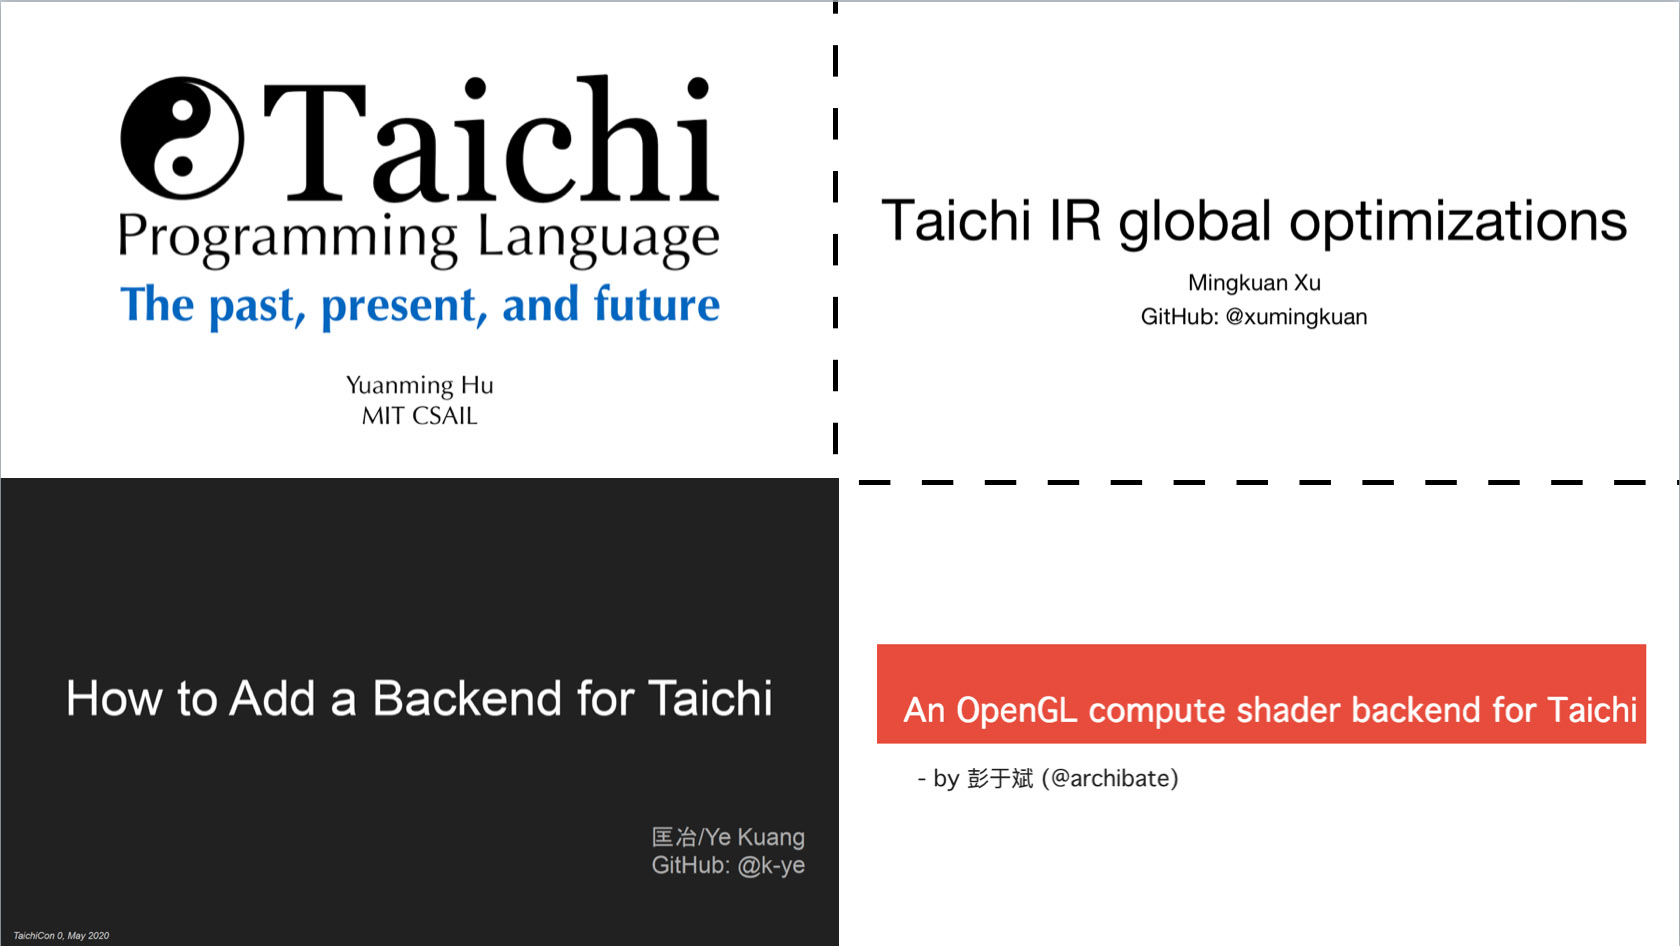 Taichi
Programming Language
The past, present, and future
Yuanming Hu
MIT CSAIL
Taichi IR global optimizations
Mingkuan Xu
GitHub: @xumingkuan
How to Add a Backend for Taichi
匡冶/Ye Kuang
GitHub: @k-ye
TaichiCon 0, May 2020
An OpenGL compute shader backend for Taichi
- by 彭于斌 (@archibate)